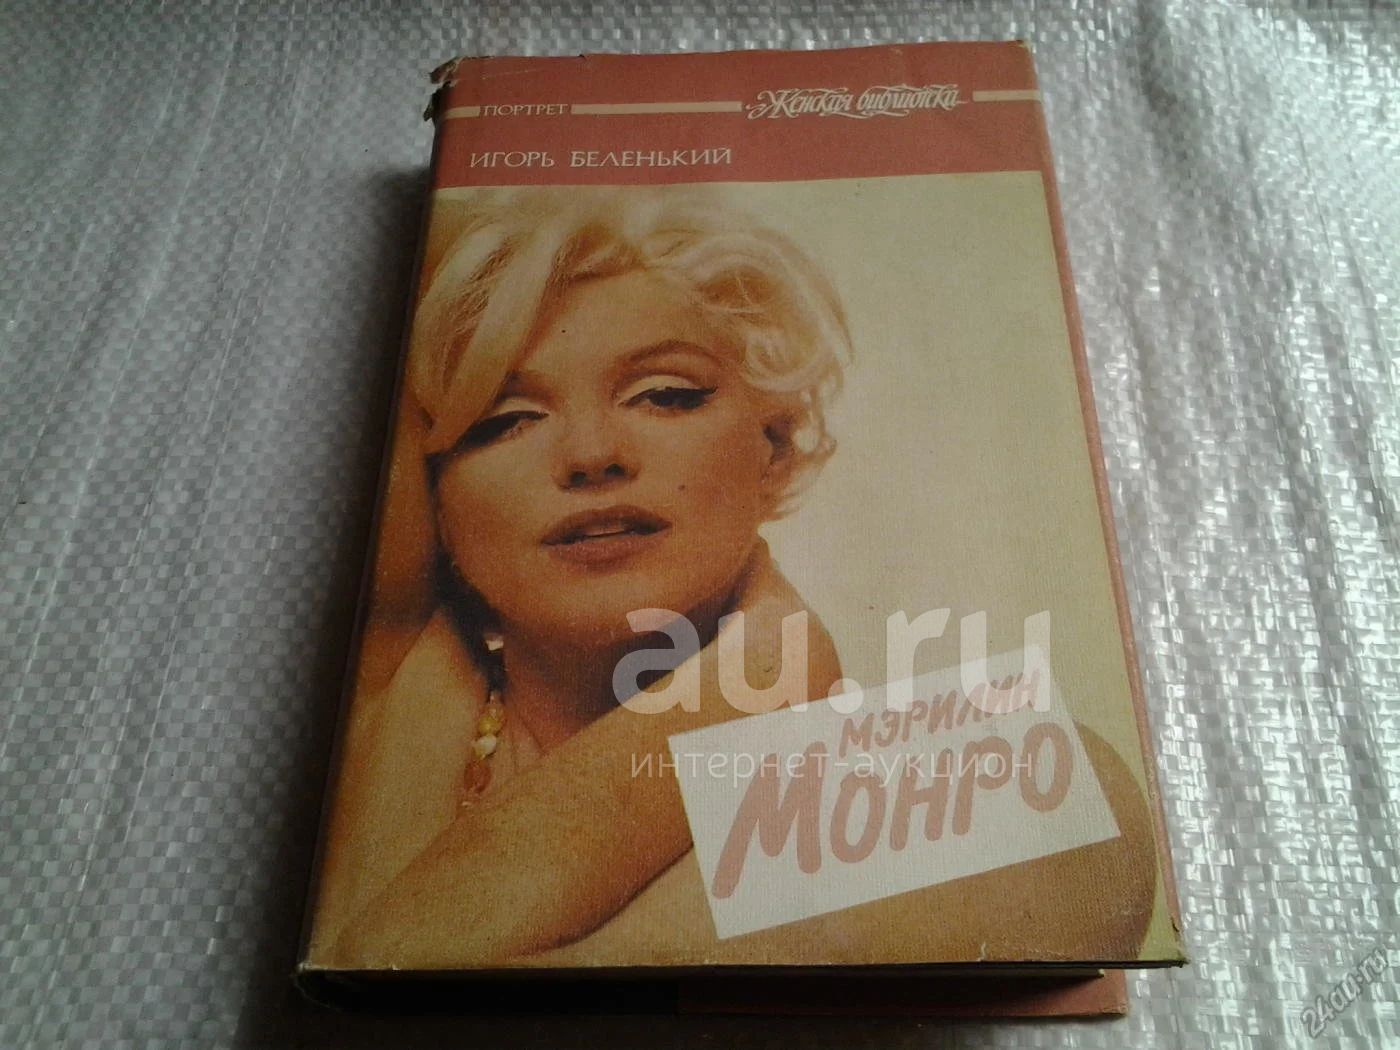 ПОРТРЕТ
Женская библиотека
ИГОРЬ БЕЛЕНЬКИЙ
au.ru
интернет-аукцион
МЭРИЛИН
МОНРО
24au.ru